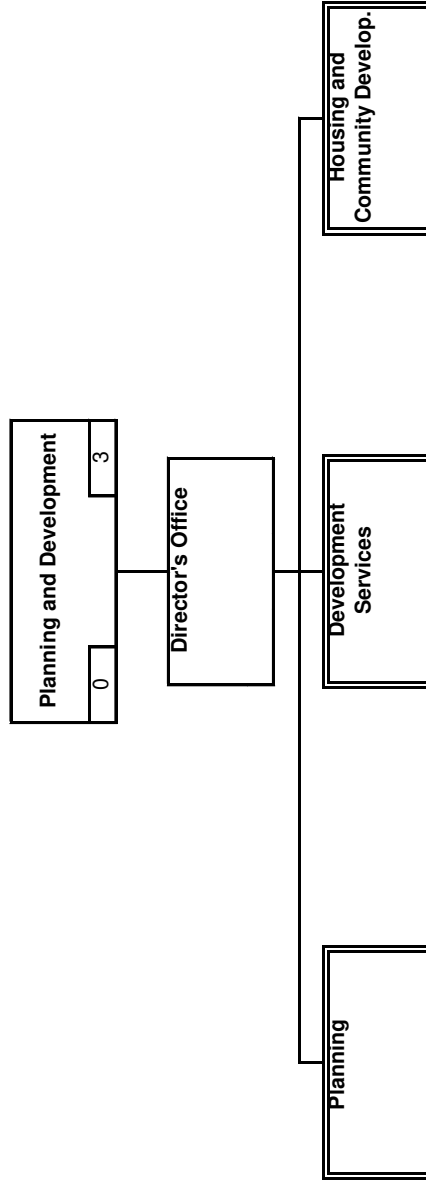 Planning and Development
0
3
Director's Office
Planning
Development
Services
Housing and
Community Develop.